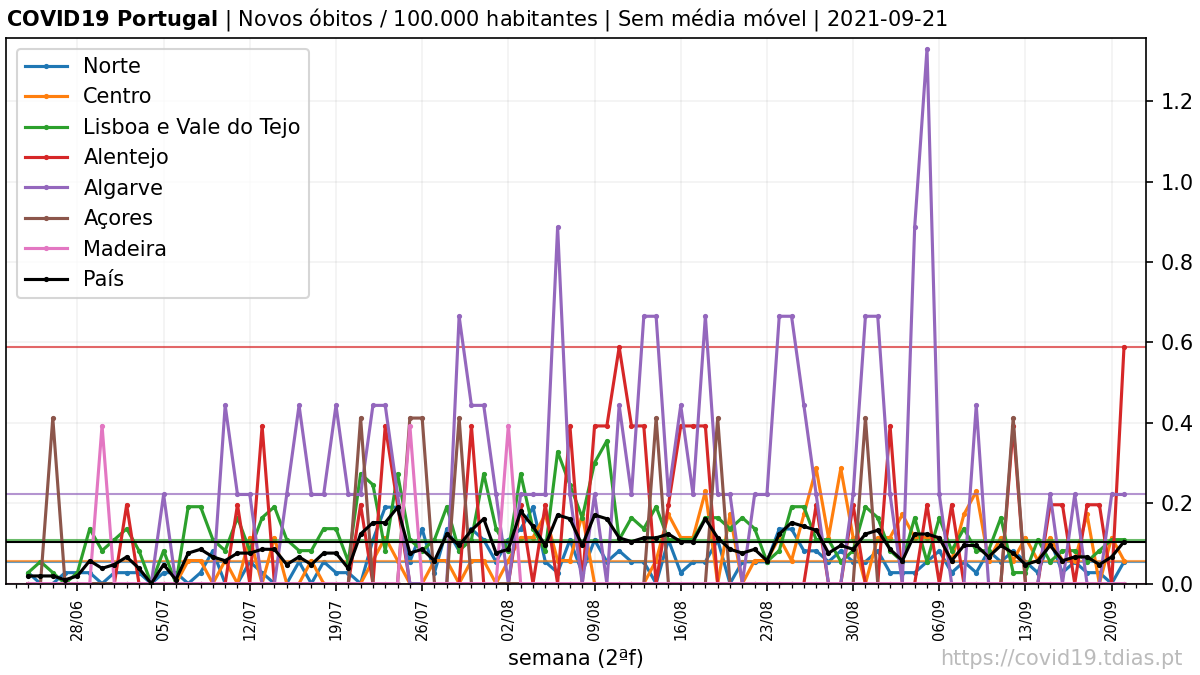 COVID19 Portugal | Novos óbitos / 100.000 habitantes | Sem média móvel | 2021-09-21
Norte
Centro
Lisboa e Vale do Tejo
Alentejo
Algarve
Açores
Madeira
País
1.2
1.0
0.8
0.6
0.4
0.2
0.0
28/06
05/07
12/07
19/07
26/07
02/08
09/08
16/08
23/08
30/08
06/09
13/09
20/09
semana (2ªf)
https://covid19.tdias.pt